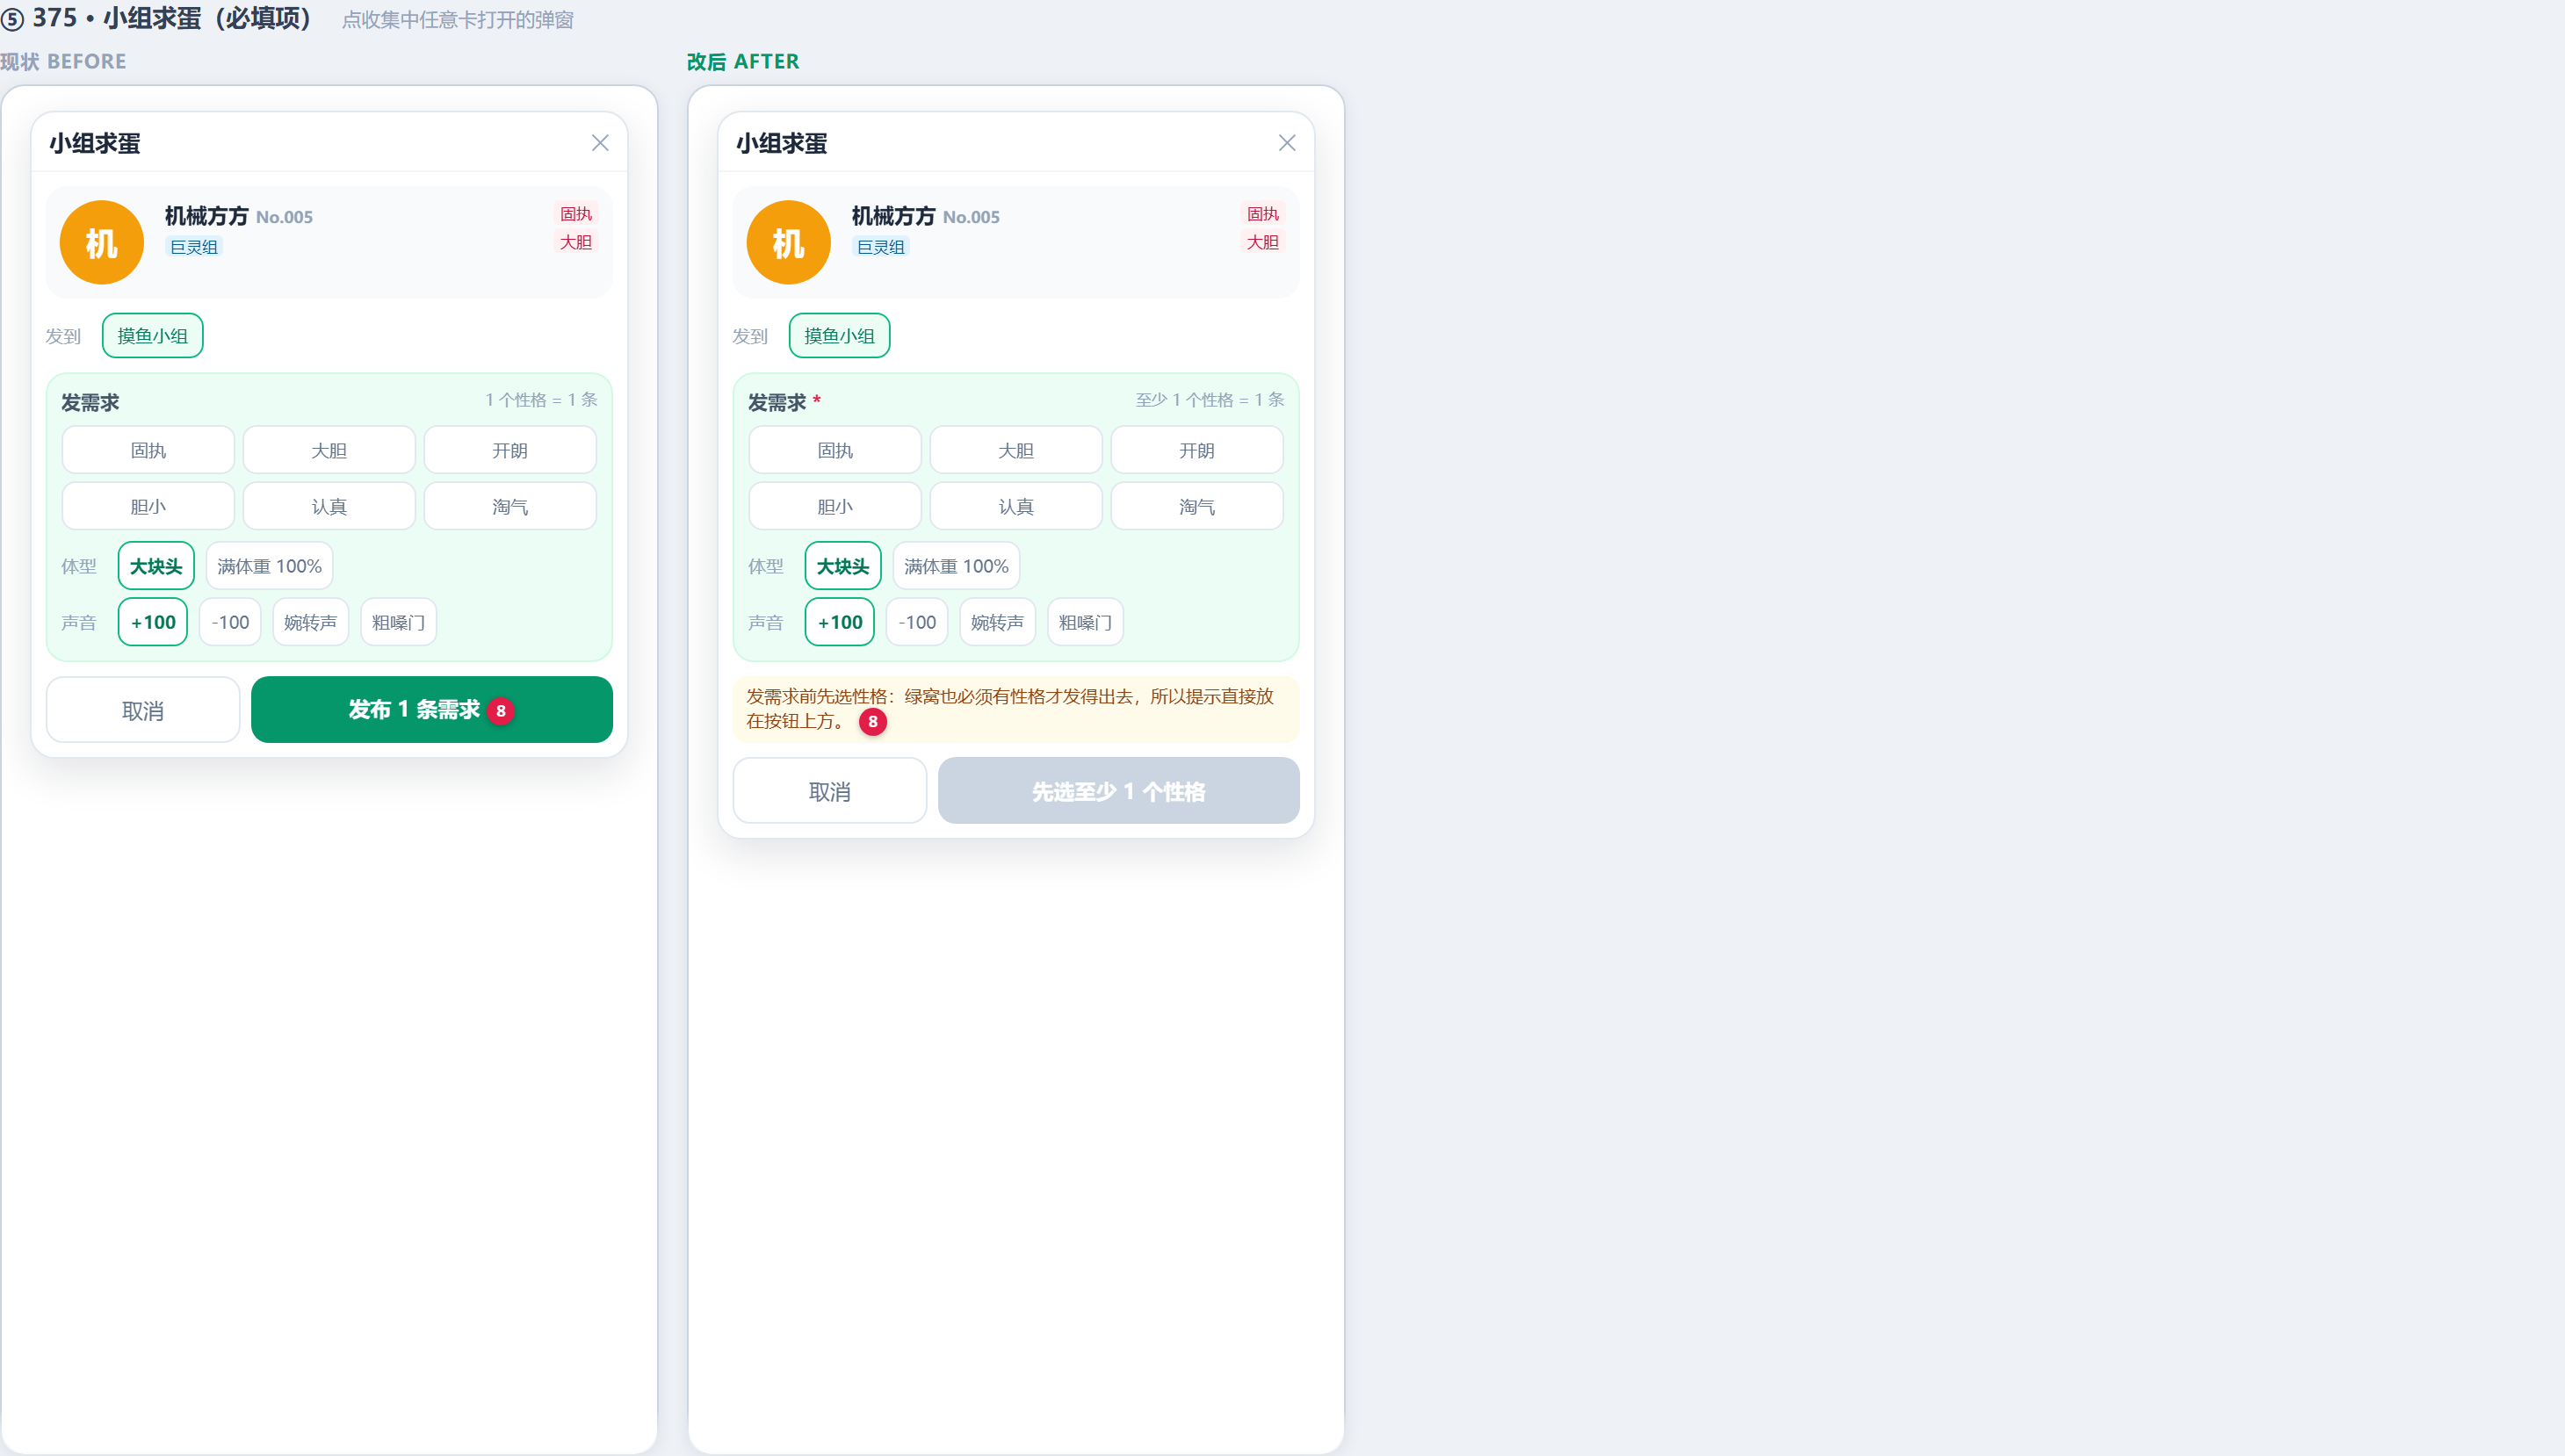 ⑤ 375 · 小组求蛋（必填项） 点收集中任意卡打开的弹窗
现状 BEFORE
小组求蛋
机
机械方方 No.005
巨灵组
固执
大胆
发到 摸鱼小组
发需求 1 个性格 = 1 条
固执 大胆 开朗
胆小 认真 淘气
体型 大块头 满体重 100%
声音 +100 -100 婉转声 粗嗓门
取消 发布 1 条需求 8
改后 AFTER
小组求蛋
机
机械方方 No.005
巨灵组
固执
大胆
发到 摸鱼小组
发需求 * 至少 1 个性格 = 1 条
固执 大胆 开朗
胆小 认真 淘气
体型 大块头 满体重 100%
声音 +100 -100 婉转声 粗嗓门
发需求前先选性格：绿窝也必须有性格才发得出去，所以提示直接放
在按钮上方。 8
取消 先选至少 1 个性格